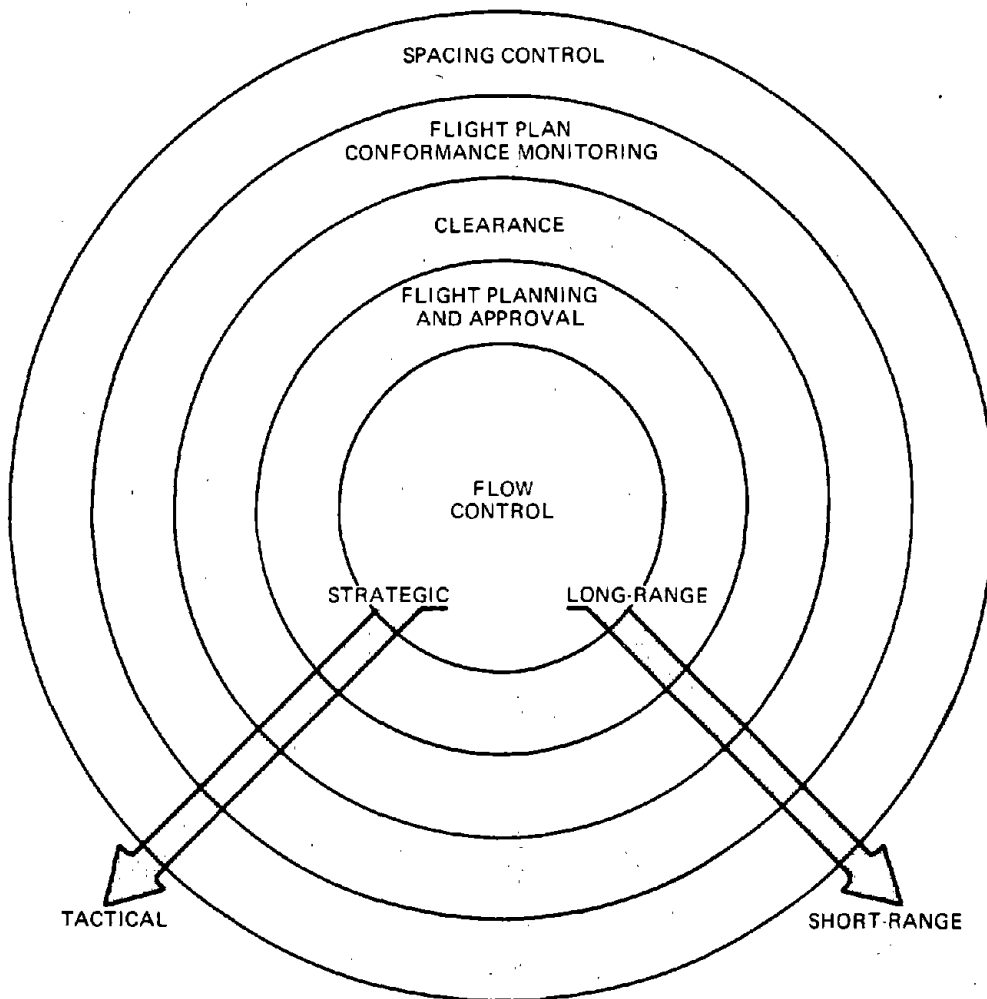 SPACING CONTROL
FLIGHT PLAN
CONFORMANCE MONITORING
CLEARANCE
FLIGHT PLANNING
AND APPROVAL
FLOW
CONTROL
STRATEGIC
LONG-RANGE
TACTICAL
SHORT-RANGE